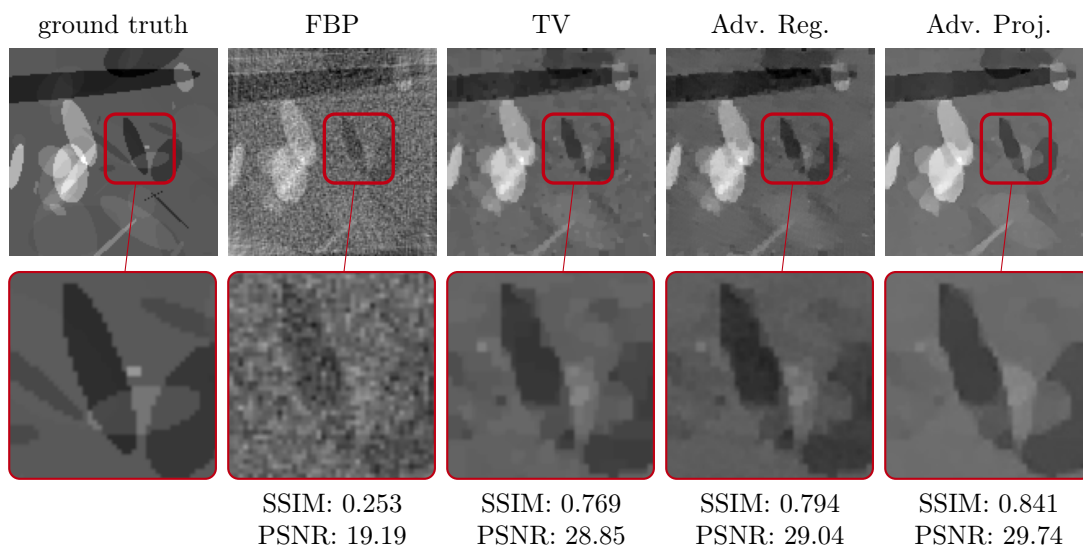 ground truth FBP TV Adv. Reg. Adv. Proj.
SSIM: 0.253 SSIM: 0.769 SSIM: 0.794 SSIM: 0.841
PSNR: 19.19 PSNR: 28.85 PSNR: 29.04 PSNR: 29.74